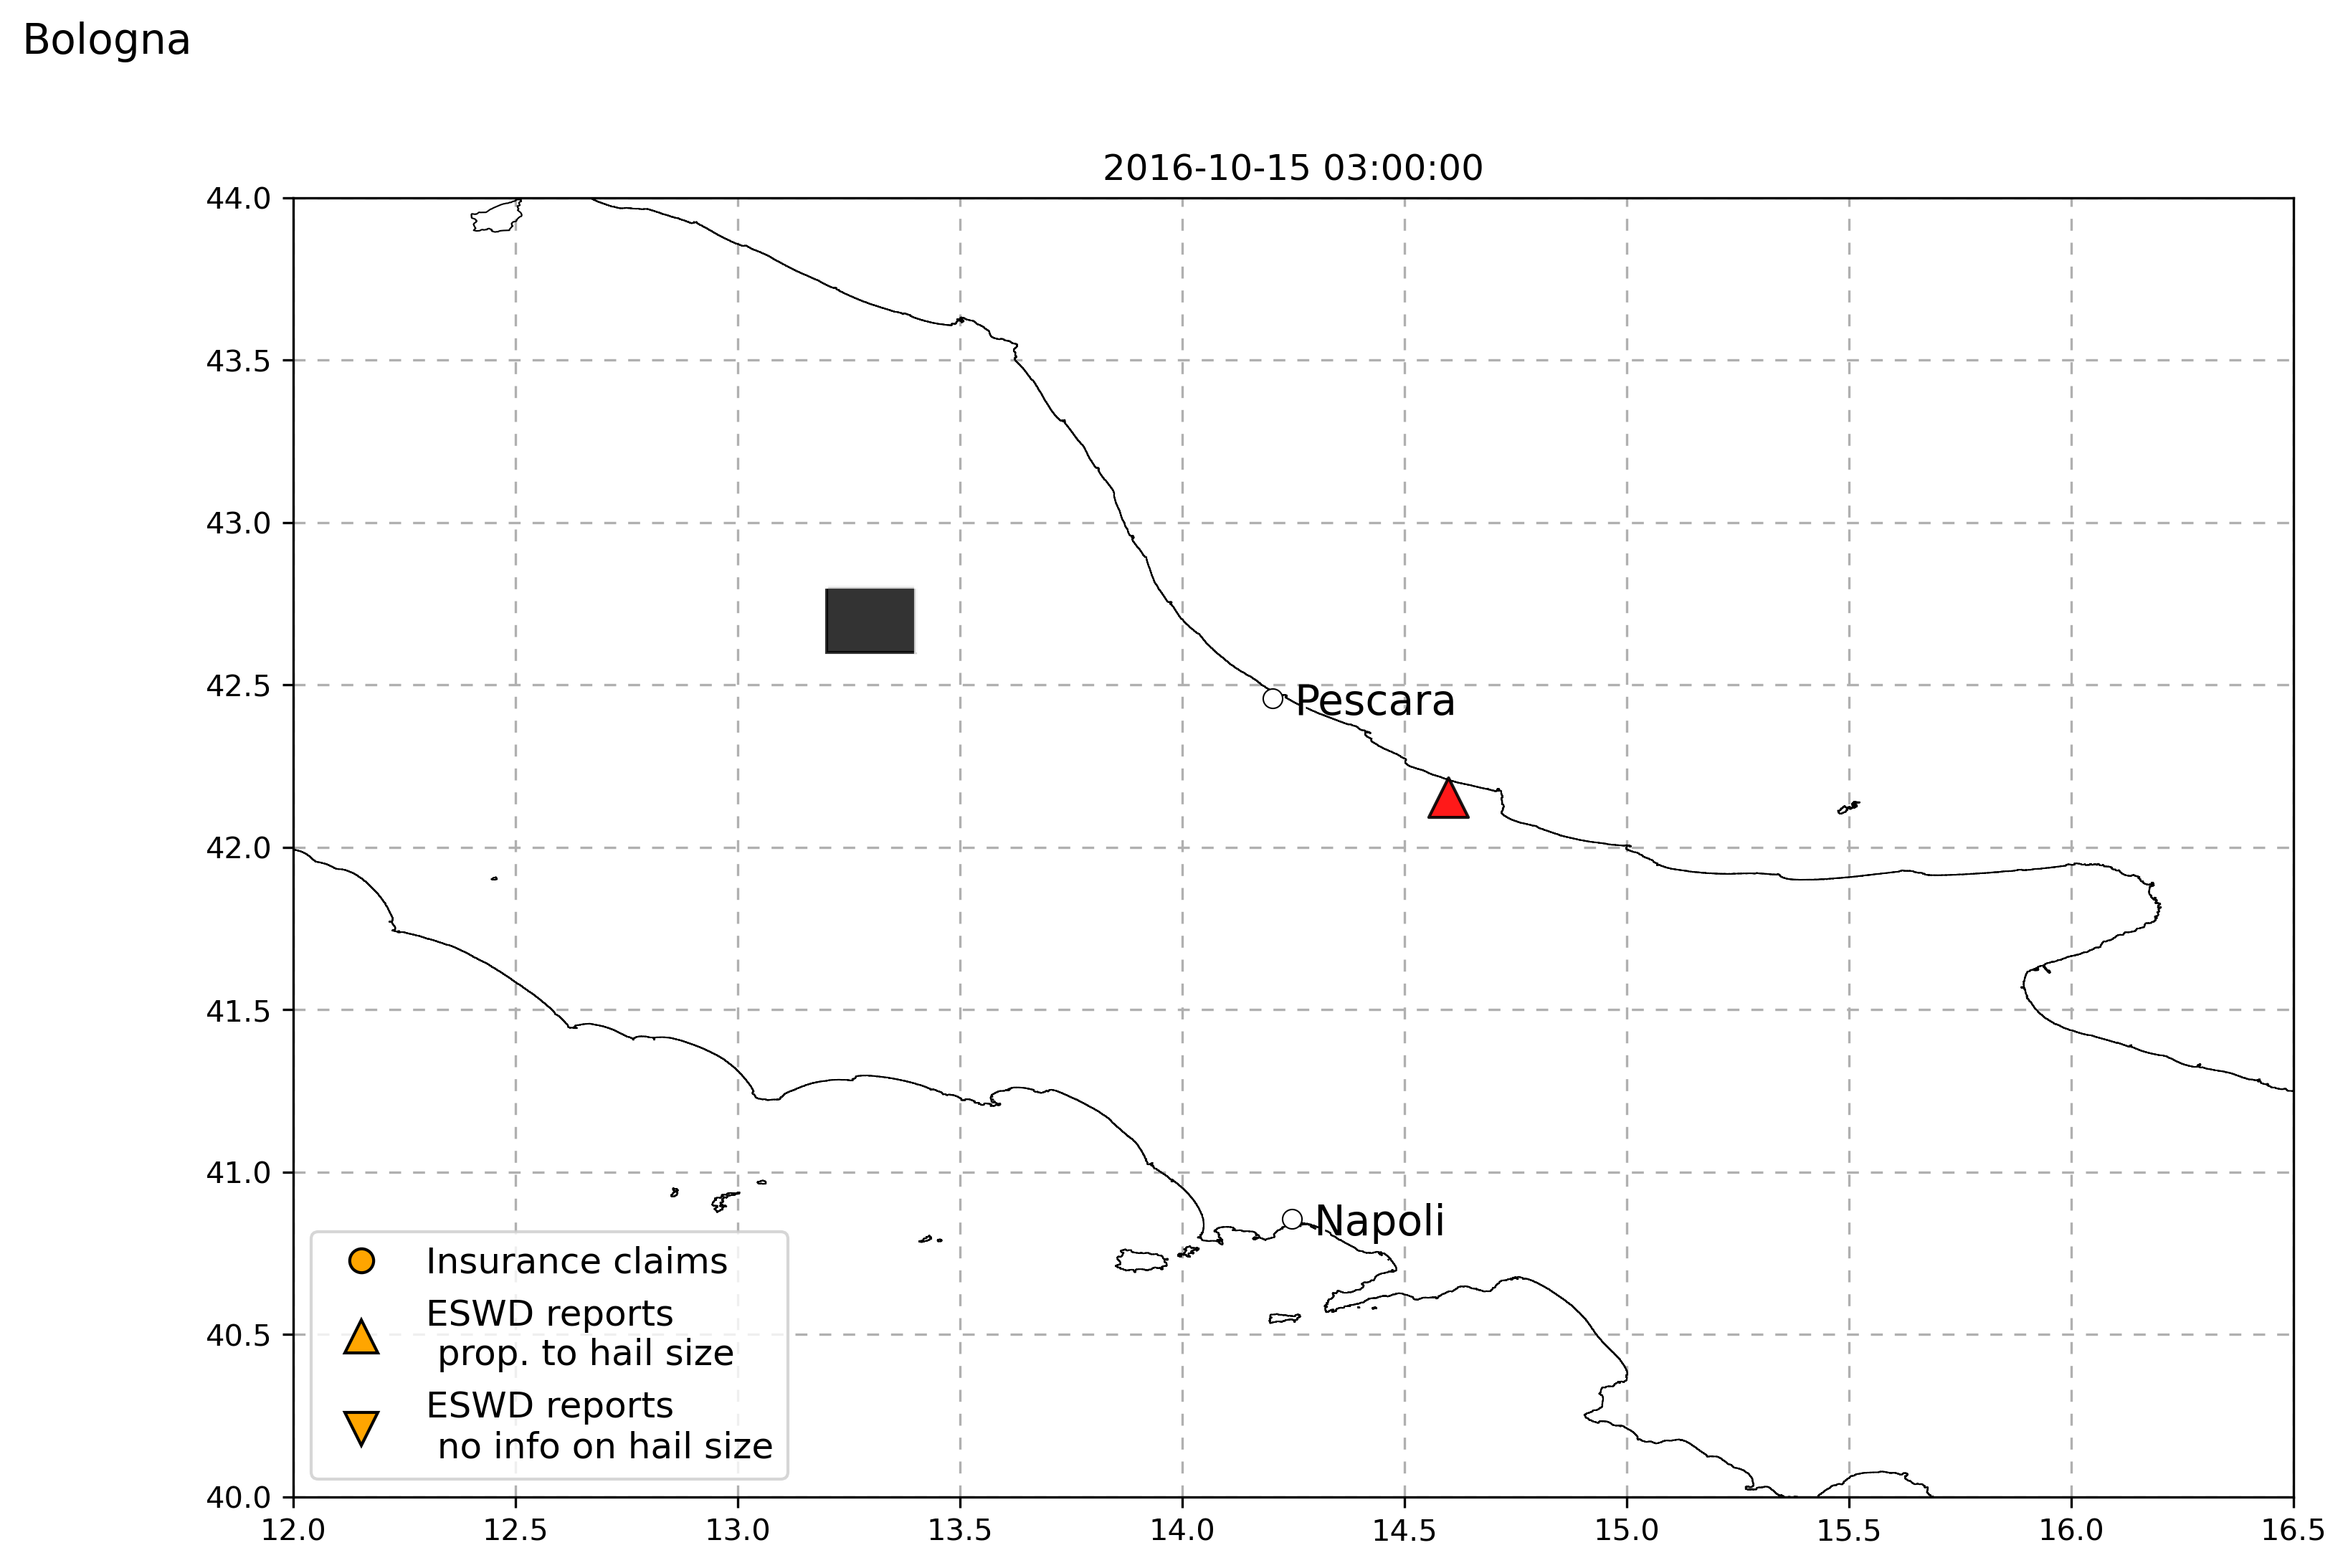 Bologna
2016-10-15 03:00:00
44.0
43.5
43.0
42.5
Pescara
42.0
41.5
41.0
Napoli
Insurance claims
ESWD reports
prop. to hail size
40.5
ESWD reports
no info on hail size
40.0
12.0 12.5 13.0 13.5 14.0 14.5 15.0 15.5 16.0 16.5